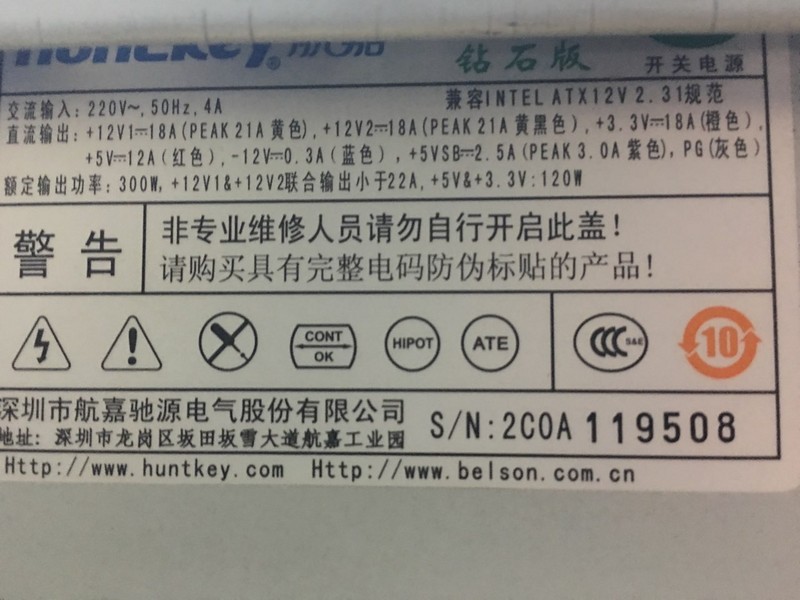 Huntkey® 航嘉 钻石版 开关电源
交流输入: 220V~, 50Hz, 4A 兼容INTEL ATX12V 2.31规范
直流输出: +12V1⎓18A(PEAK 21A 黄色), +12V2⎓18A(PEAK 21A 黄黑色), +3.3V⎓18A(橙色),
+5V⎓12A(红色), -12V⎓0.3A(蓝色), +5VSB⎓2.5A(PEAK 3.0A 紫色), PG(灰色)
额定输出功率: 300W, +12V1&+12V2联合输出小于22A, +5V&+3.3V:120W
警告
非专业维修人员请勿自行开启此盖!
请购买具有完整电码防伪标贴的产品!
CONT OK HIPOT ATE CCC S&E 10
深圳市航嘉驰源电气股份有限公司
地址: 深圳市龙岗区坂田坂雪大道航嘉工业园
S/N:2C0A 119508
Http://www.huntkey.com Http://www.belson.com.cn